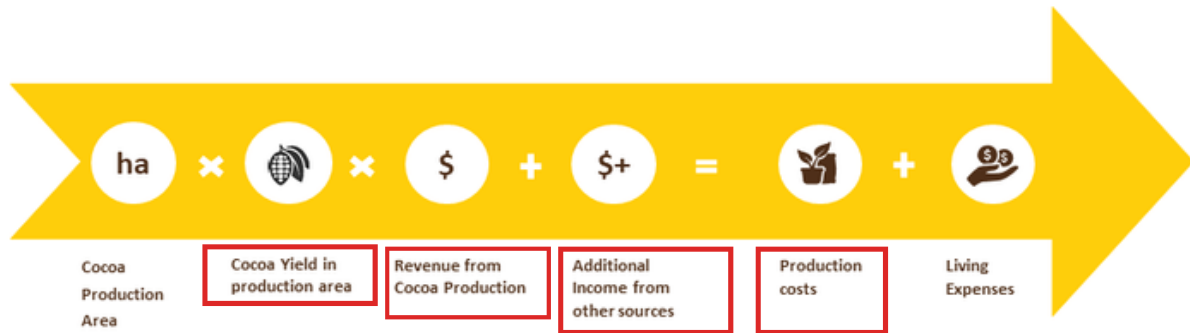 ha × × $ + $+ = +
Cocoa
Production
Area
Cocoa Yield in
production area
Revenue from
Cocoa Production
Additional
Income from
other sources
Production
costs
Living
Expenses